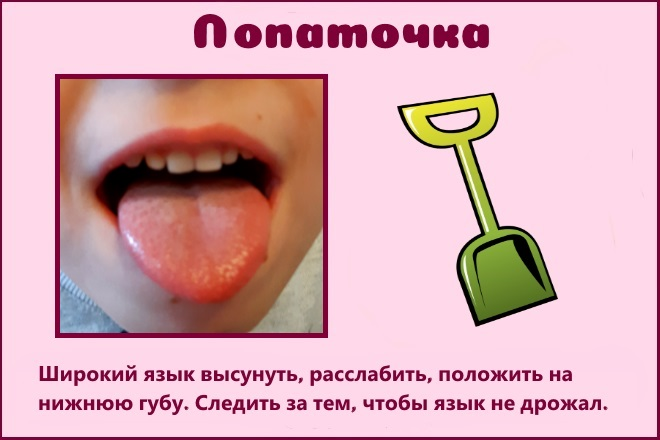 Лопаточка
Широкий язык высунуть, расслабить, положить на
нижнюю губу. Следить за тем, чтобы язык не дрожал.